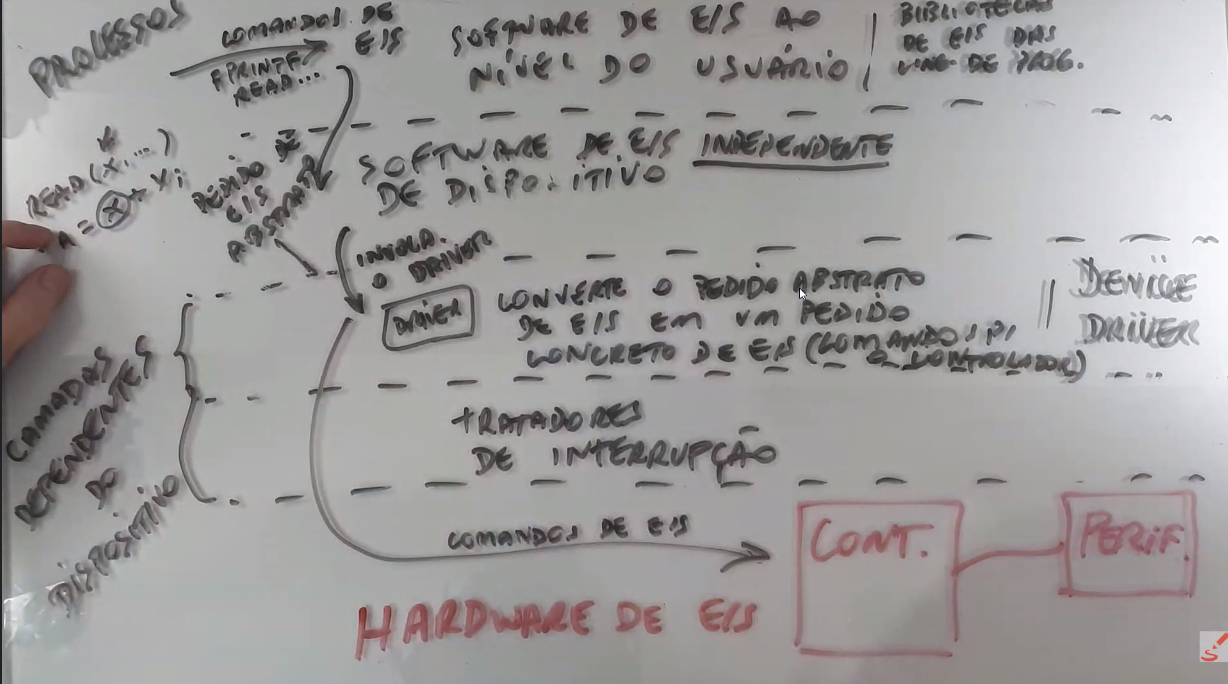 PROCESSOS
COMANDOS DE
E/S
PRINTF
READ...
SOFTWARE DE E/S AO
NÍVEL DO USUÁRIO
BIBLIOTECAS
DE E/S DAS
LING. DE PROG.
READ(X,...)
= X + Y;
PEDIDO DE
E/S
ABSTRATO
SOFTWARE DE E/S INDEPENDENTE
DE DISPOSITIVO
INVOCA
O DRIVER
DRIVER
CONVERTE O PEDIDO ABSTRATO
DE E/S EM UM PEDIDO
CONCRETO DE E/S (COMANDOS P/
O CONTROLADOR)
DEVICE
DRIVER
CAMADAS
DEPENDENTES
DO
DISPOSITIVO
TRATADORES
DE INTERRUPÇÃO
COMANDOS DE E/S
CONT.
PERIF.
HARDWARE DE E/S